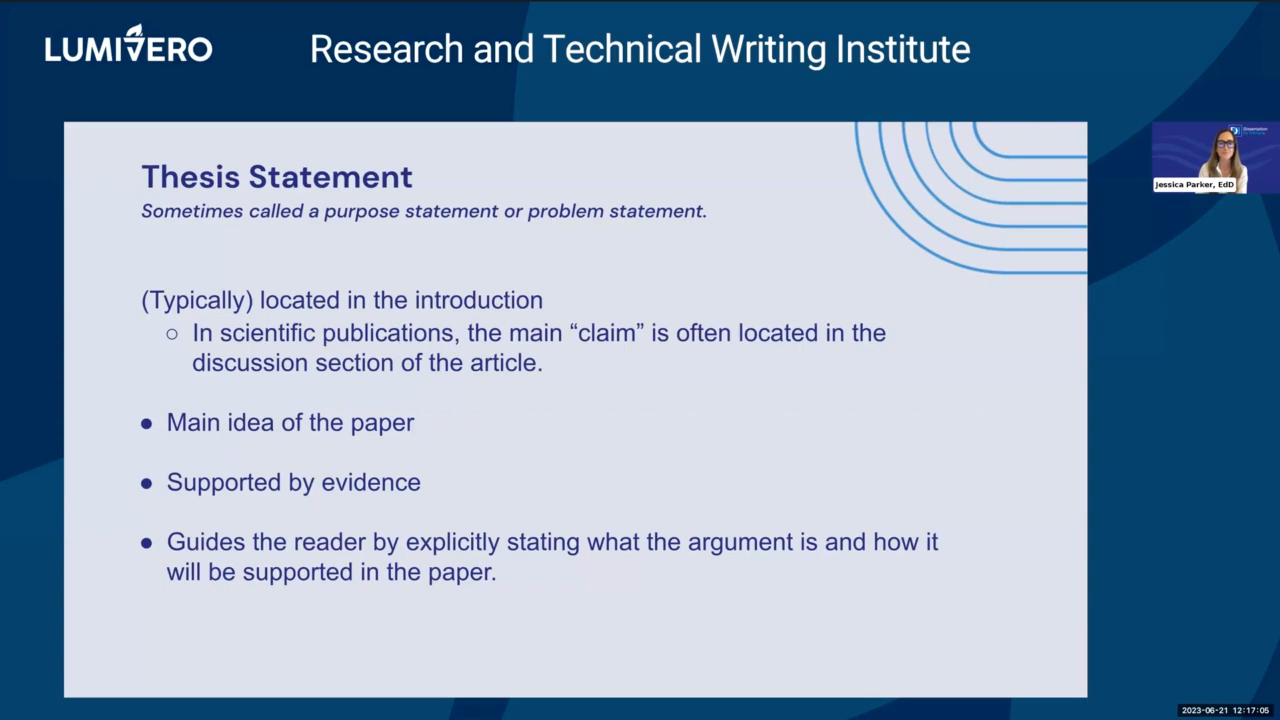 LUMIVERO
Research and Technical Writing Institute
Thesis Statement
Sometimes called a purpose statement or problem statement.
(Typically) located in the introduction
○ In scientific publications, the main “claim” is often located in the
discussion section of the article.
● Main idea of the paper
● Supported by evidence
● Guides the reader by explicitly stating what the argument is and how it
will be supported in the paper.
Dissertation
Jessica Parker, EdD
2023-06-21 12:17:05